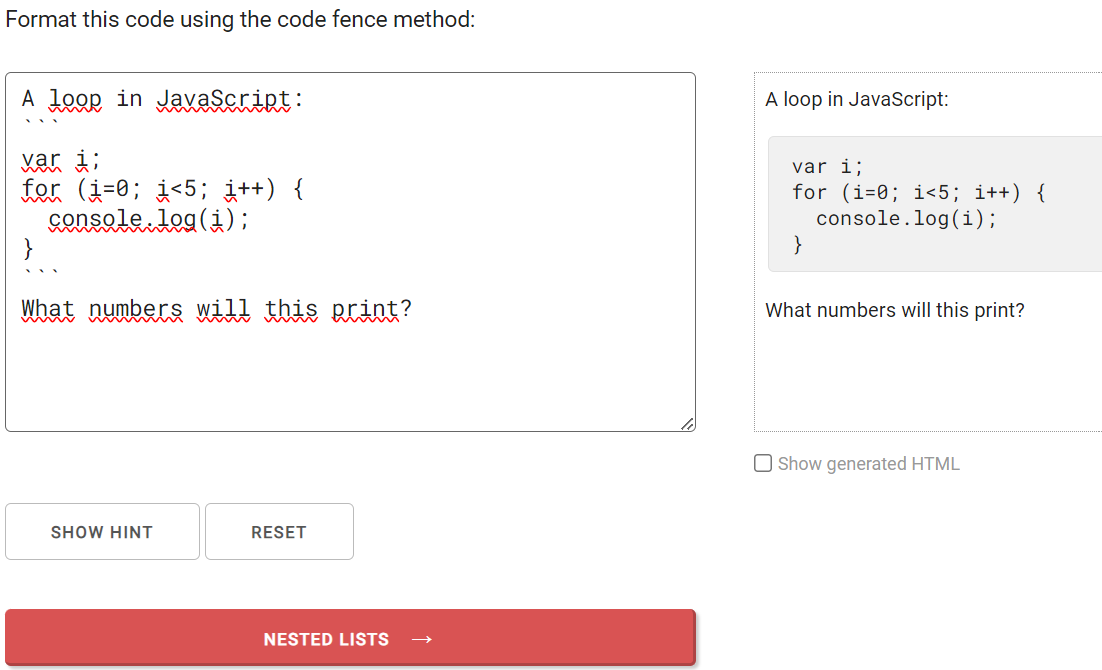 Format this code using the code fence method:
A loop in JavaScript:
```
var i;
for (i=0; i<5; i++) {
  console.log(i);
}
```
What numbers will this print?
A loop in JavaScript:
var i;
for (i=0; i<5; i++) {
  console.log(i);
}
What numbers will this print?
Show generated HTML
SHOW HINT
RESET
NESTED LISTS →